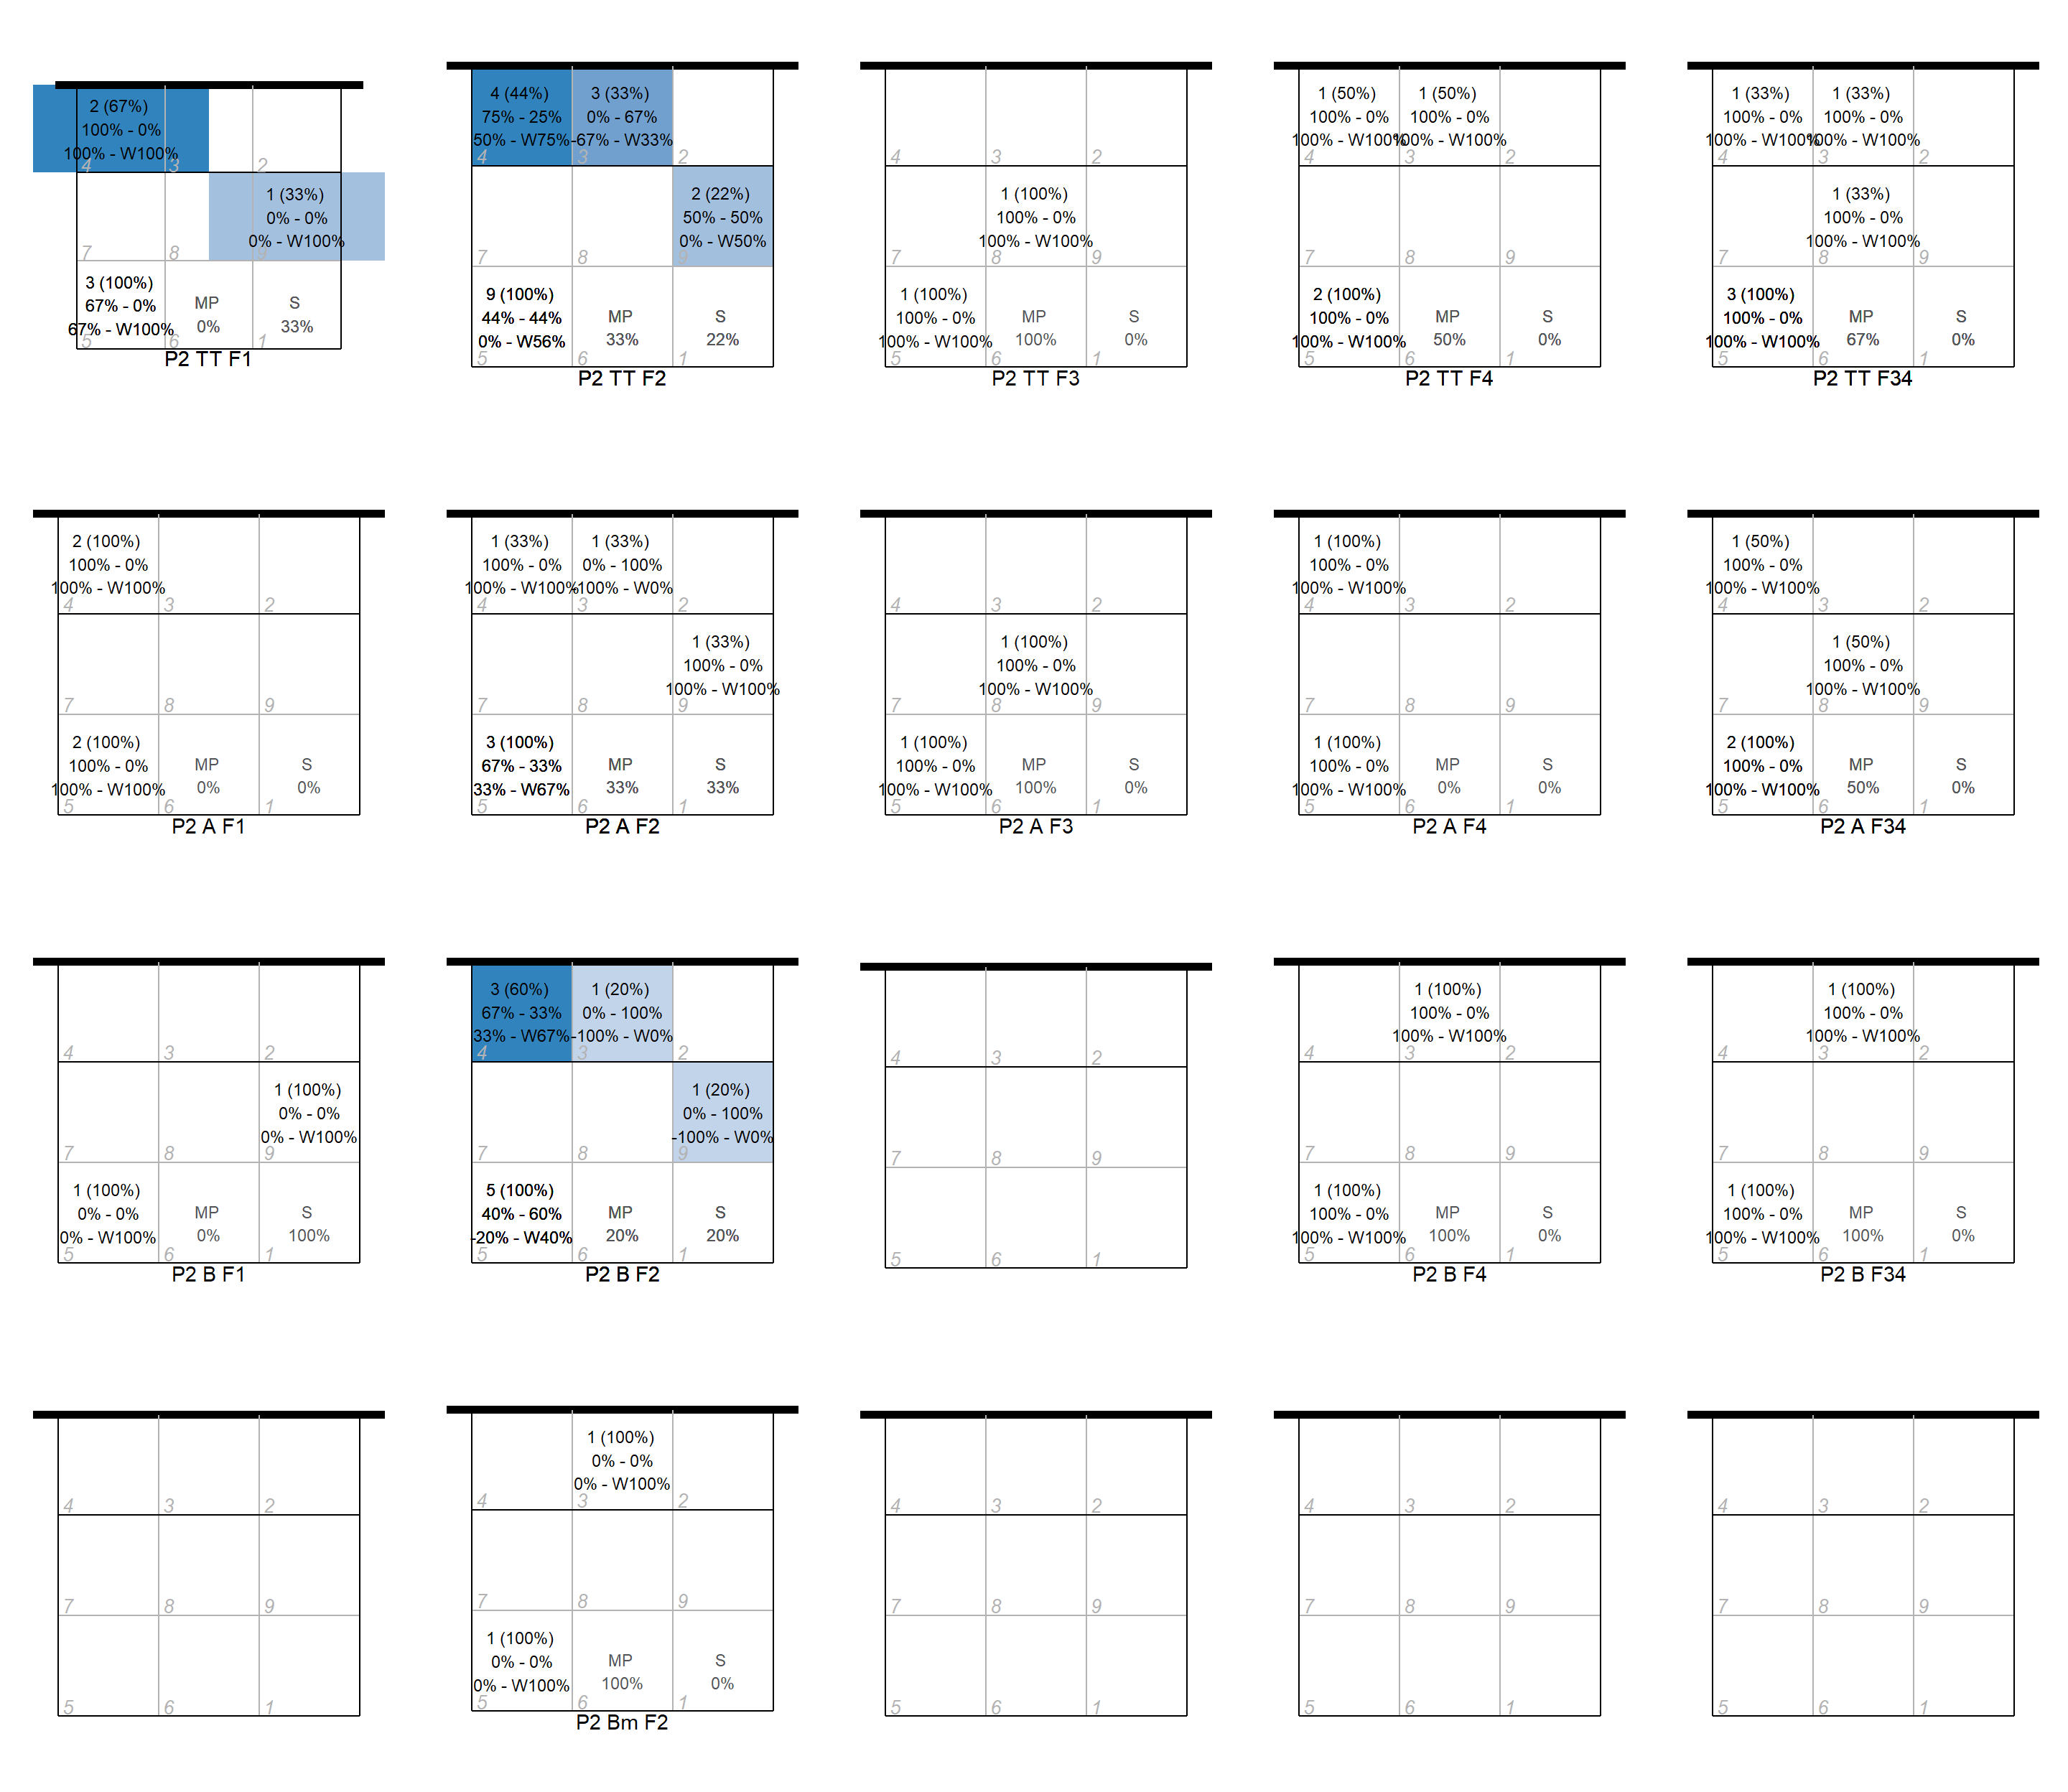 2 (67%)
100% - 0%
100% - W100%
4 3 2
1 (33%)
0% - 0%
0% - W100%
7 8 9
3 (100%)
67% - 0%
67% - W100%
MP
0%
S
33%
5 6 1
P2 TT F1
4 (44%)
75% - 25%
50% - W75%
3 (33%)
0% - 67%
-67% - W33%
4 3 2
2 (22%)
50% - 50%
0% - W50%
7 8 9
9 (100%)
44% - 44%
0% - W56%
MP
33%
S
22%
5 6 1
P2 TT F2
4 3 2
1 (100%)
100% - 0%
100% - W100%
7 8 9
1 (100%)
100% - 0%
100% - W100%
MP
100%
S
0%
5 6 1
P2 TT F3
1 (50%)
100% - 0%
100% - W100%
1 (50%)
100% - 0%
100% - W100%
4 3 2
7 8 9
2 (100%)
100% - 0%
100% - W100%
MP
50%
S
0%
5 6 1
P2 TT F4
1 (33%)
100% - 0%
100% - W100%
1 (33%)
100% - 0%
100% - W100%
4 3 2
1 (33%)
100% - 0%
100% - W100%
7 8 9
3 (100%)
100% - 0%
100% - W100%
MP
67%
S
0%
5 6 1
P2 TT F34
2 (100%)
100% - 0%
100% - W100%
4 3 2
7 8 9
2 (100%)
100% - 0%
100% - W100%
MP
0%
S
0%
5 6 1
P2 A F1
1 (33%)
100% - 0%
100% - W100%
1 (33%)
0% - 100%
-100% - W0%
4 3 2
1 (33%)
100% - 0%
100% - W100%
7 8 9
3 (100%)
67% - 33%
33% - W67%
MP
33%
S
33%
5 6 1
P2 A F2
4 3 2
1 (100%)
100% - 0%
100% - W100%
7 8 9
1 (100%)
100% - 0%
100% - W100%
MP
100%
S
0%
5 6 1
P2 A F3
1 (100%)
100% - 0%
100% - W100%
4 3 2
7 8 9
1 (100%)
100% - 0%
100% - W100%
MP
0%
S
0%
5 6 1
P2 A F4
1 (50%)
100% - 0%
100% - W100%
4 3 2
1 (50%)
100% - 0%
100% - W100%
7 8 9
2 (100%)
100% - 0%
100% - W100%
MP
50%
S
0%
5 6 1
P2 A F34
4 3 2
1 (100%)
0% - 0%
0% - W100%
7 8 9
1 (100%)
0% - 0%
0% - W100%
MP
0%
S
100%
5 6 1
P2 B F1
3 (60%)
67% - 33%
33% - W67%
1 (20%)
0% - 100%
-100% - W0%
4 3 2
1 (20%)
0% - 100%
-100% - W0%
7 8 9
5 (100%)
40% - 60%
-20% - W40%
MP
20%
S
20%
5 6 1
P2 B F2
4 3 2
7 8 9
5 6 1
1 (100%)
100% - 0%
100% - W100%
4 3 2
7 8 9
1 (100%)
100% - 0%
100% - W100%
MP
100%
S
0%
5 6 1
P2 B F4
1 (100%)
100% - 0%
100% - W100%
4 3 2
7 8 9
1 (100%)
100% - 0%
100% - W100%
MP
100%
S
0%
5 6 1
P2 B F34
4 3 2
7 8 9
5 6 1
1 (100%)
0% - 0%
0% - W100%
4 3 2
7 8 9
1 (100%)
0% - 0%
0% - W100%
MP
100%
S
0%
5 6 1
P2 Bm F2
4 3 2
7 8 9
5 6 1
4 3 2
7 8 9
5 6 1
4 3 2
7 8 9
5 6 1